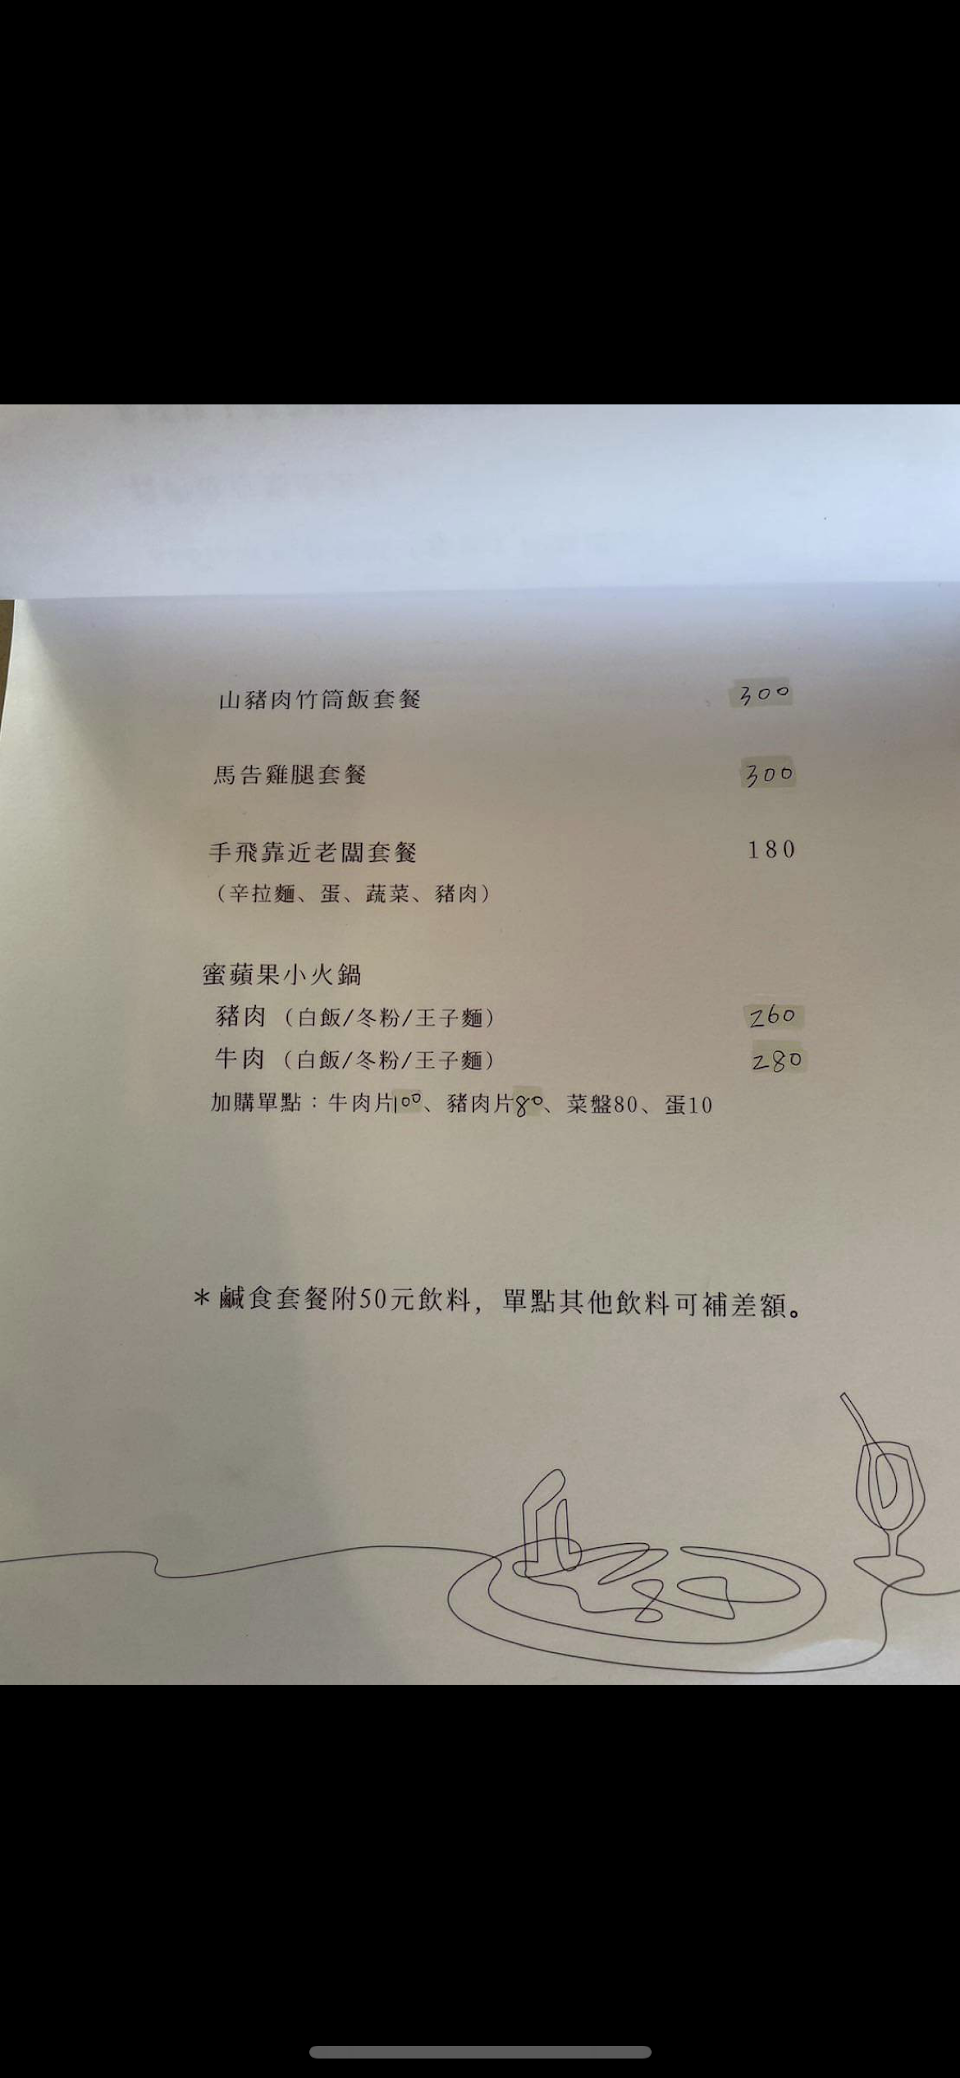 山豬肉竹筒飯套餐 300
馬告雞腿套餐 300
手飛靠近老闆套餐 180
（辛拉麵、蛋、蔬菜、豬肉）
蜜蘋果小火鍋
豬肉（白飯/冬粉/王子麵） 260
牛肉（白飯/冬粉/王子麵） 280
加購單點：牛肉片100、豬肉片80、菜盤80、蛋10
＊鹹食套餐附50元飲料，單點其他飲料可補差額。